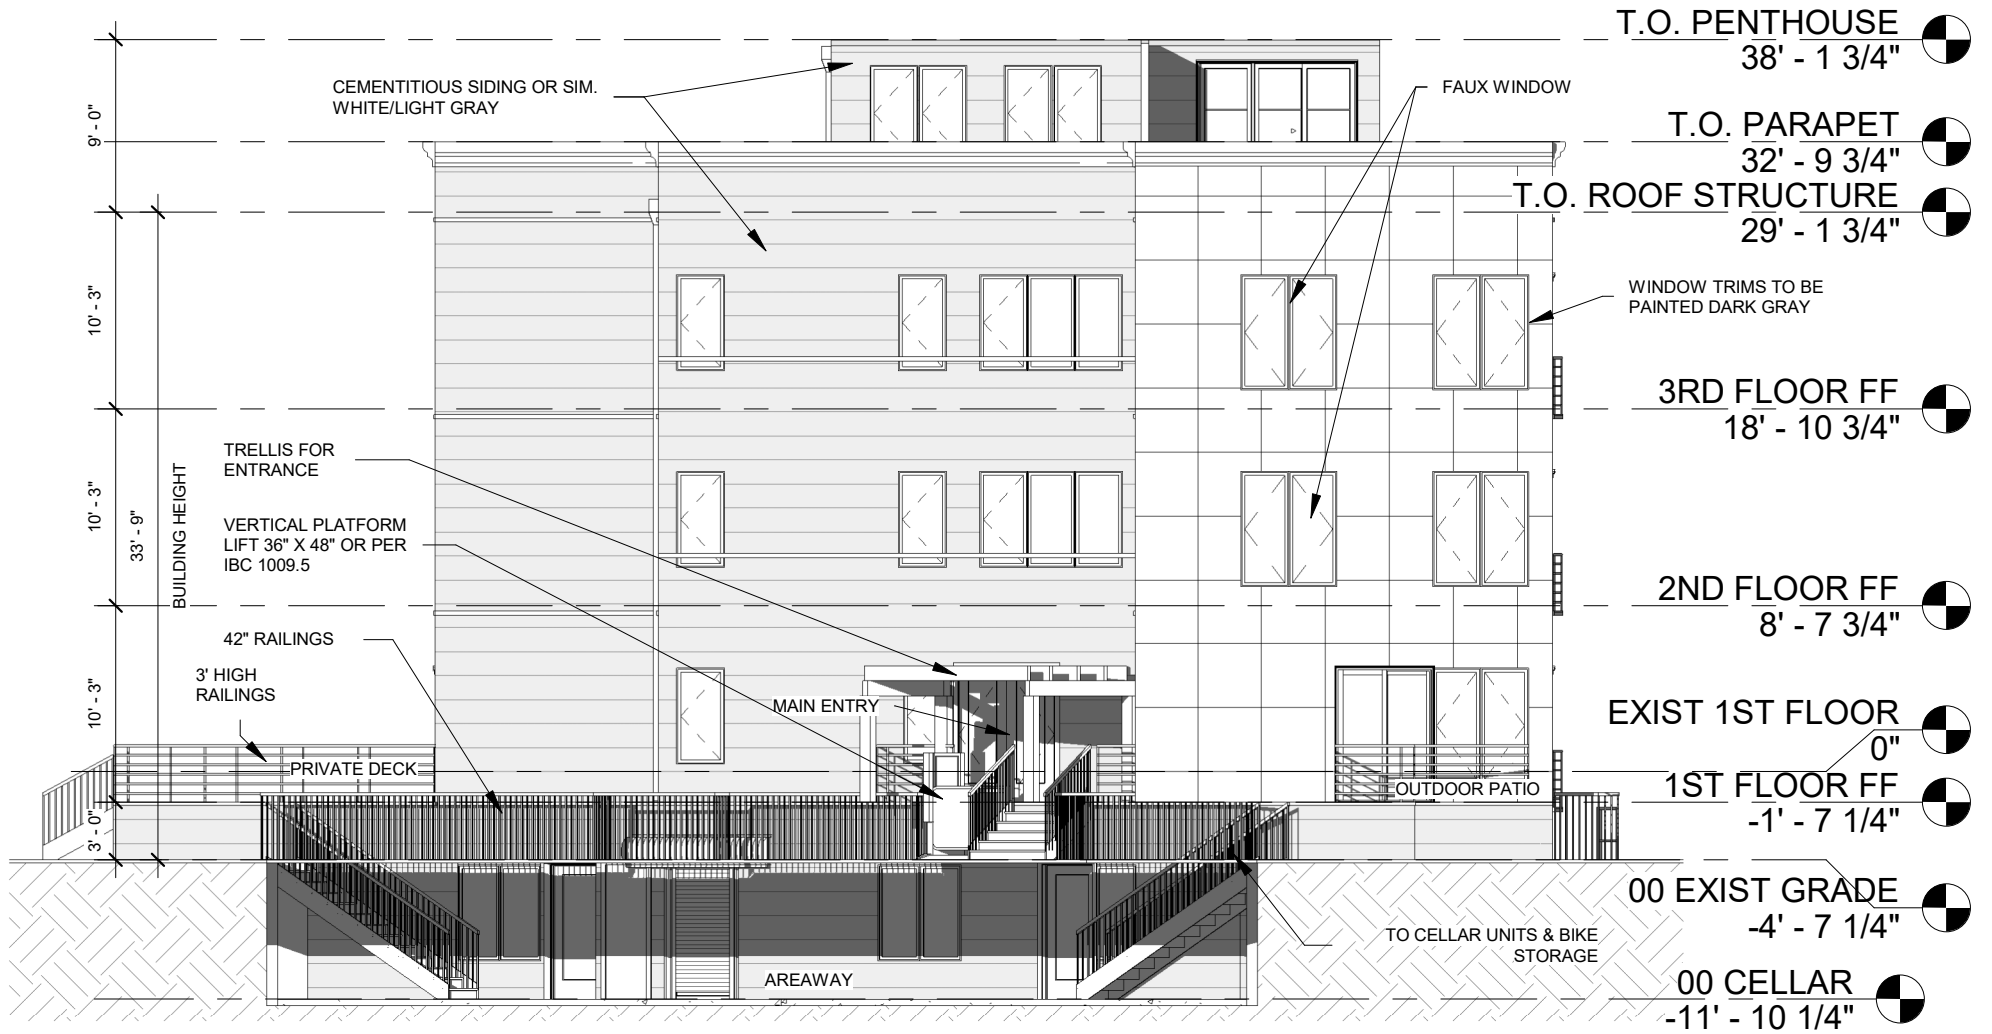 T.O. PENTHOUSE
38' - 1 3/4"
CEMENTITIOUS SIDING OR SIM.
WHITE/LIGHT GRAY
FAUX WINDOW
9' - 0"
T.O. PARAPET
32' - 9 3/4"
T.O. ROOF STRUCTURE
29' - 1 3/4"
10' - 3"
WINDOW TRIMS TO BE
PAINTED DARK GRAY
3RD FLOOR FF
18' - 10 3/4"
TRELLIS FOR
ENTRANCE
10' - 3"
33' - 9"
BUILDING HEIGHT
VERTICAL PLATFORM
LIFT 36" X 48" OR PER
IBC 1009.5
2ND FLOOR FF
8' - 7 3/4"
42" RAILINGS
3' HIGH
RAILINGS
10' - 3"
MAIN ENTRY
EXIST 1ST FLOOR
0"
PRIVATE DECK
OUTDOOR PATIO
1ST FLOOR FF
-1' - 7 1/4"
3' - 0"
00 EXIST GRADE
-4' - 7 1/4"
TO CELLAR UNITS & BIKE
STORAGE
AREAWAY
00 CELLAR
-11' - 10 1/4"